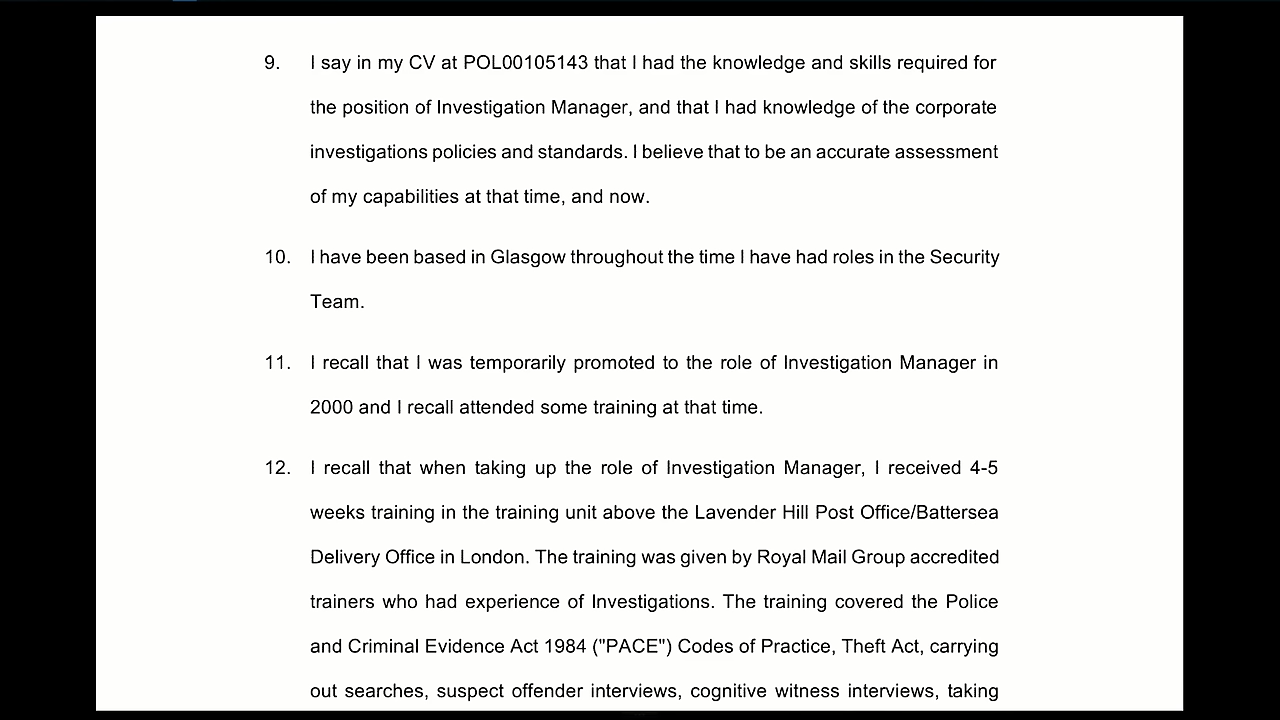 9. I say in my CV at POL00105143 that I had the knowledge and skills required for
the position of Investigation Manager, and that I had knowledge of the corporate
investigations policies and standards. I believe that to be an accurate assessment
of my capabilities at that time, and now.
10. I have been based in Glasgow throughout the time I have had roles in the Security
Team.
11. I recall that I was temporarily promoted to the role of Investigation Manager in
2000 and I recall attended some training at that time.
12. I recall that when taking up the role of Investigation Manager, I received 4-5
weeks training in the training unit above the Lavender Hill Post Office/Battersea
Delivery Office in London. The training was given by Royal Mail Group accredited
trainers who had experience of Investigations. The training covered the Police
and Criminal Evidence Act 1984 ("PACE") Codes of Practice, Theft Act, carrying
out searches, suspect offender interviews, cognitive witness interviews, taking